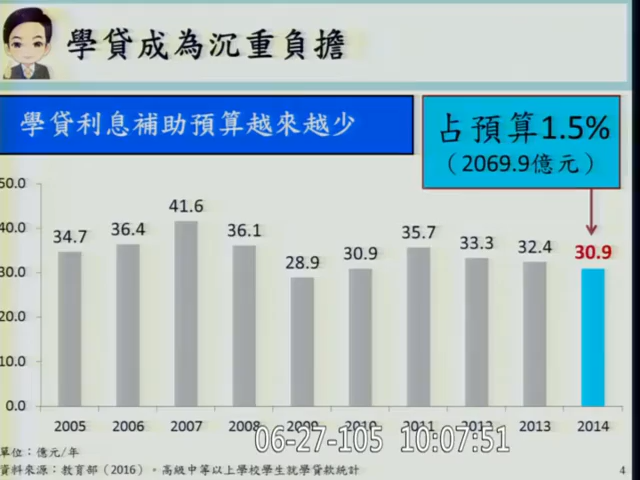 學貸成為沉重負擔
學貸利息補助預算越來越少
占預算1.5%
（2069.9億元）
50.0
40.0
30.0
20.0
10.0
0.0
34.7
36.4
41.6
36.1
28.9
30.9
35.7
33.3
32.4
30.9
2005 2006 2007 2008 2009 2010 2011 2012 2013 2014
06-27-105 10:07:51
單位：億元/年
資料來源：教育部（2016）。高級中等以上學校學生就學貸款統計
4